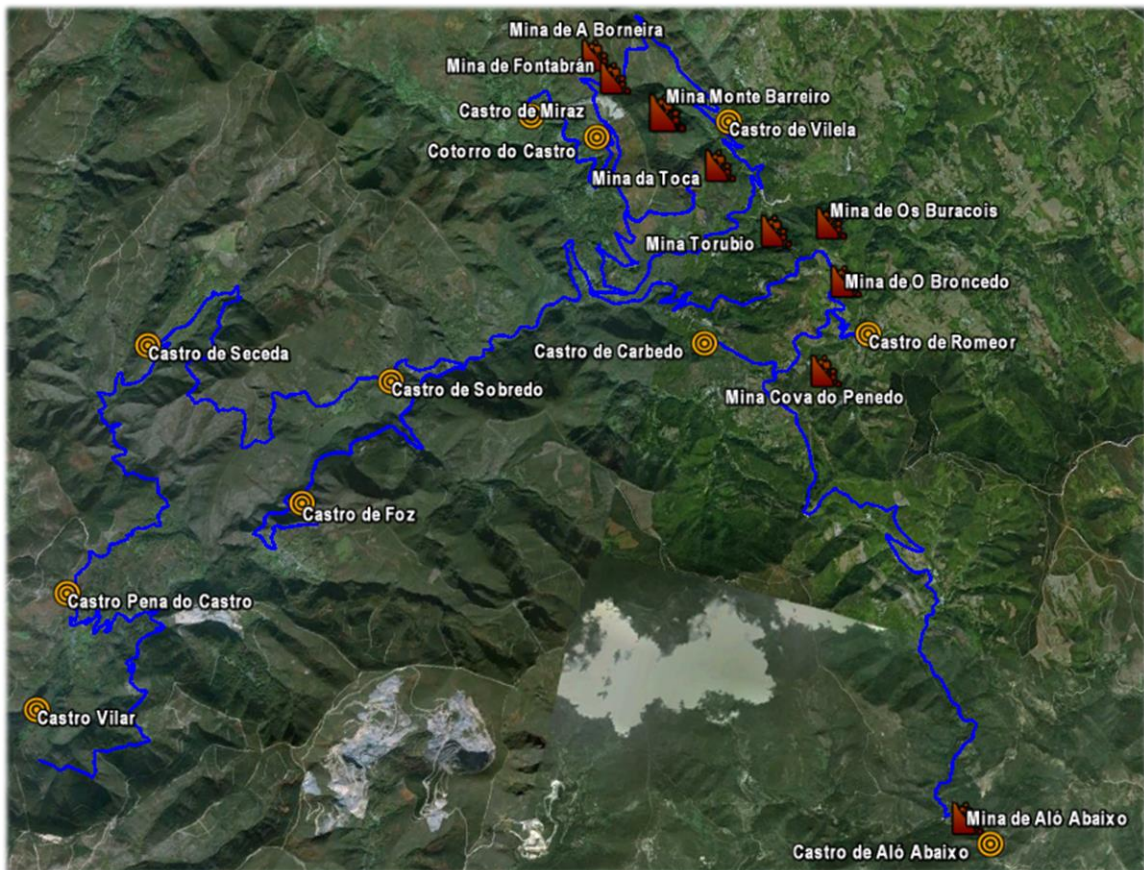 Mina de A Borneira
Mina de Fontabrán
Mina Monte Barreiro
Castro de Miraz
Castro de Vilela
Cotorro do Castro
Mina da Toca
Mina de Os Buracois
Mina Torubio
Mina de O Broncedo
Castro de Romeor
Castro de Carbedo
Castro de Seceda
Castro de Sobredo
Mina Cova do Penedo
Castro de Foz
Castro Pena do Castro
Castro Vilar
Mina de Aló Abaixo
Castro de Aló Abaixo